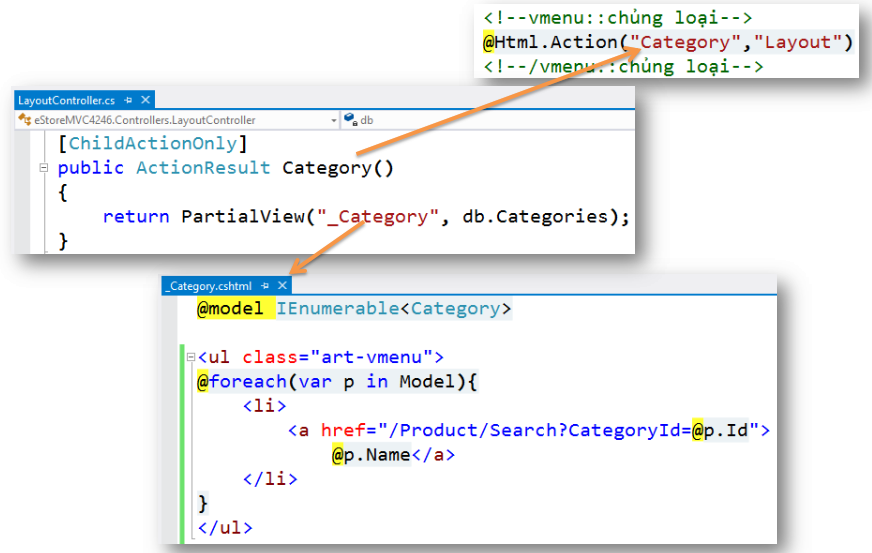 <!--vmenu::chủng loại-->
@Html.Action("Category","Layout")
<!--/vmenu::chủng loại-->
LayoutController.cs
eStoreMVC4246.Controllers.LayoutController db
[ChildActionOnly]
public ActionResult Category()
{
return PartialView("_Category", db.Categories);
}
_Category.cshtml
@model IEnumerable<Category>
<ul class="art-vmenu">
@foreach(var p in Model){
<li>
<a href="/Product/Search?CategoryId=@p.Id">
@p.Name</a>
</li>
}
</ul>